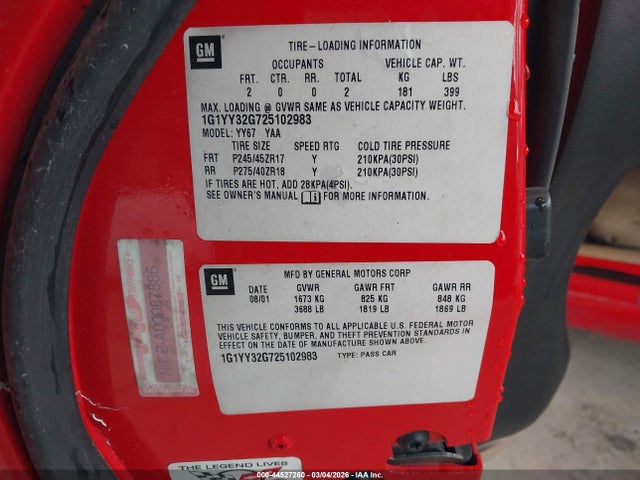 GM
TIRE-LOADING INFORMATION
OCCUPANTS VEHICLE CAP. WT.
FRT. CTR. RR. TOTAL KG LBS
2 0 0 2 181 399
MAX. LOADING @ GVWR SAME AS VEHICLE CAPACITY WEIGHT.
1G1YY32G725102983
MODEL: YY67 YAA
TIRE SIZE SPEED RTG COLD TIRE PRESSURE
FRT P245/45ZR17 Y 210KPA(30PSI)
RR P275/40ZR18 Y 210KPA(30PSI)
IF TIRES ARE HOT, ADD 28KPA(4PSI).
SEE OWNER'S MANUAL FOR MORE INFORMATION.
GM
MFD BY GENERAL MOTORS CORP
DATE GVWR GAWR FRT GAWR RR
08/01 1673 KG 825 KG 848 KG
3688 LB 1819 LB 1869 LB
THIS VEHICLE CONFORMS TO ALL APPLICABLE U.S. FEDERAL MOTOR
VEHICLE SAFETY, BUMPER, AND THEFT PREVENTION STANDARDS IN
EFFECT ON THE DATE OF MANUFACTURE SHOWN ABOVE.
1G1YY32G725102983 TYPE: PASS CAR
THE LEGEND LIVES
000-44527260 - 03/04/2026 - IAAI.COM